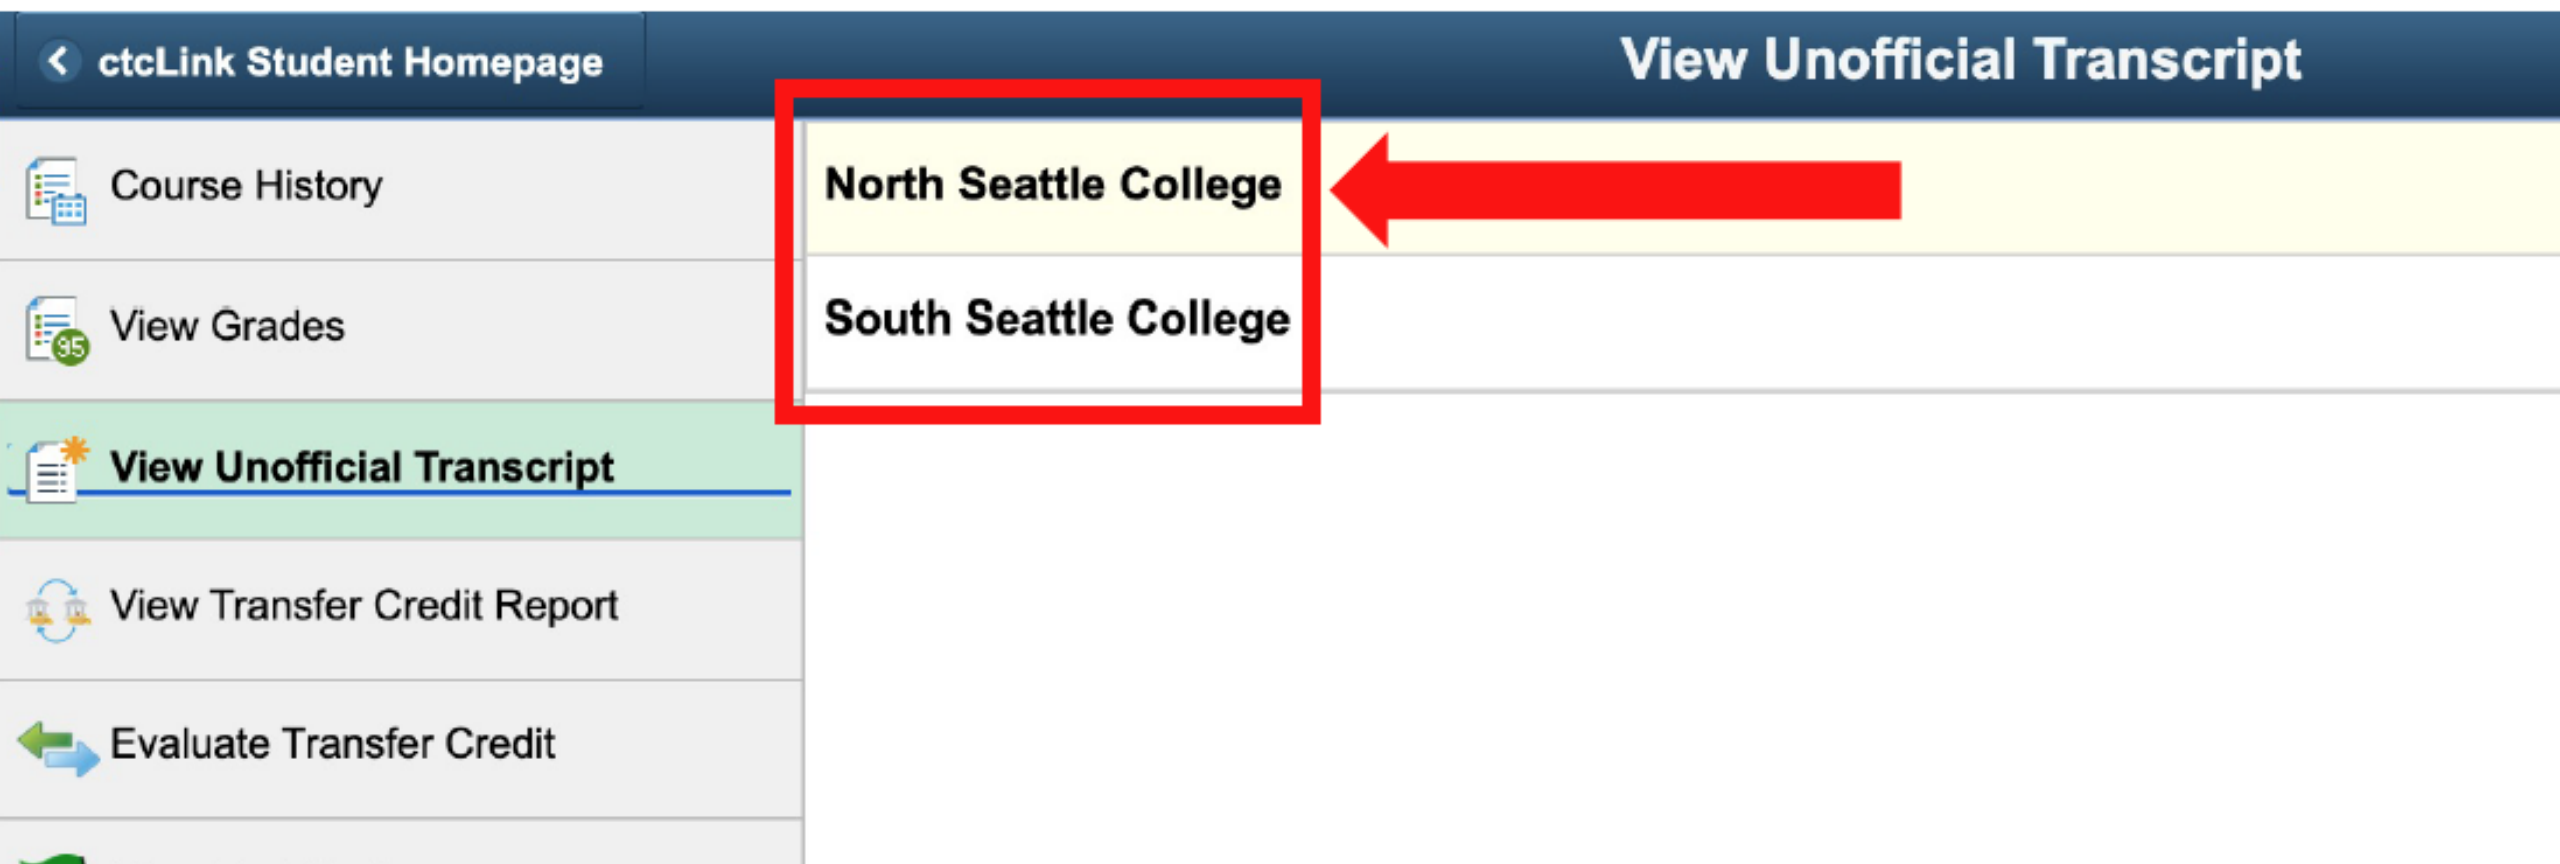 ctcLink Student Homepage
View Unofficial Transcript
Course History
View Grades
95
View Unofficial Transcript
View Transfer Credit Report
Evaluate Transfer Credit
North Seattle College
South Seattle College